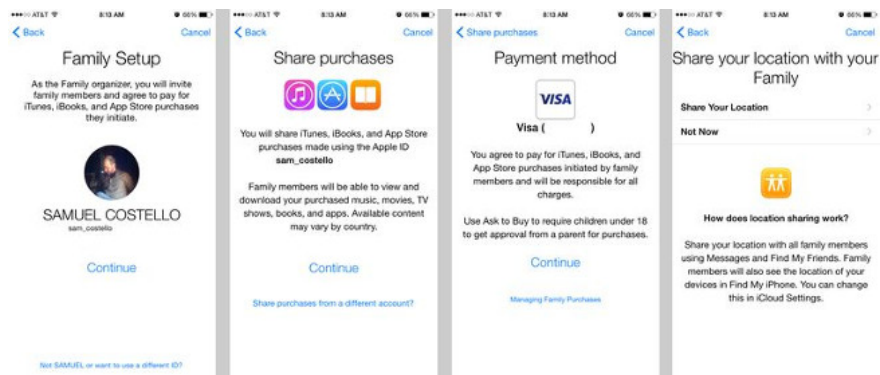 AT&T 8:13 AM 66%
Back Cancel
Family Setup
As the Family organizer, you will invite
family members and agree to pay for
iTunes, iBooks, and App Store purchases
they initiate.
SAMUEL COSTELLO
sam_costello
Continue
Not SAMUEL or want to use a different ID?
AT&T 8:13 AM 66%
Back Cancel
Share purchases
You will share iTunes, iBooks, and App Store
purchases made using the Apple ID
sam_costello
Family members will be able to view and
download your purchased music, movies, TV
shows, books, and apps. Available content
may vary by country.
Continue
Share purchases from a different account?
AT&T 8:13 AM 66%
Share purchases Cancel
Payment method
VISA
Visa ( )
You agree to pay for iTunes, iBooks, and
App Store purchases initiated by family
members and will be responsible for all
charges.
Use Ask to Buy to require children under 18
to get approval from a parent for purchases.
Continue
Managing Family Purchases
AT&T 8:13 AM 66%
Back Cancel
Share your location with your
Family
Share Your Location
Not Now
How does location sharing work?
Share your location with all family members
using Messages and Find My Friends. Family
members will also see the location of your
devices in Find My iPhone. You can change
this in iCloud Settings.